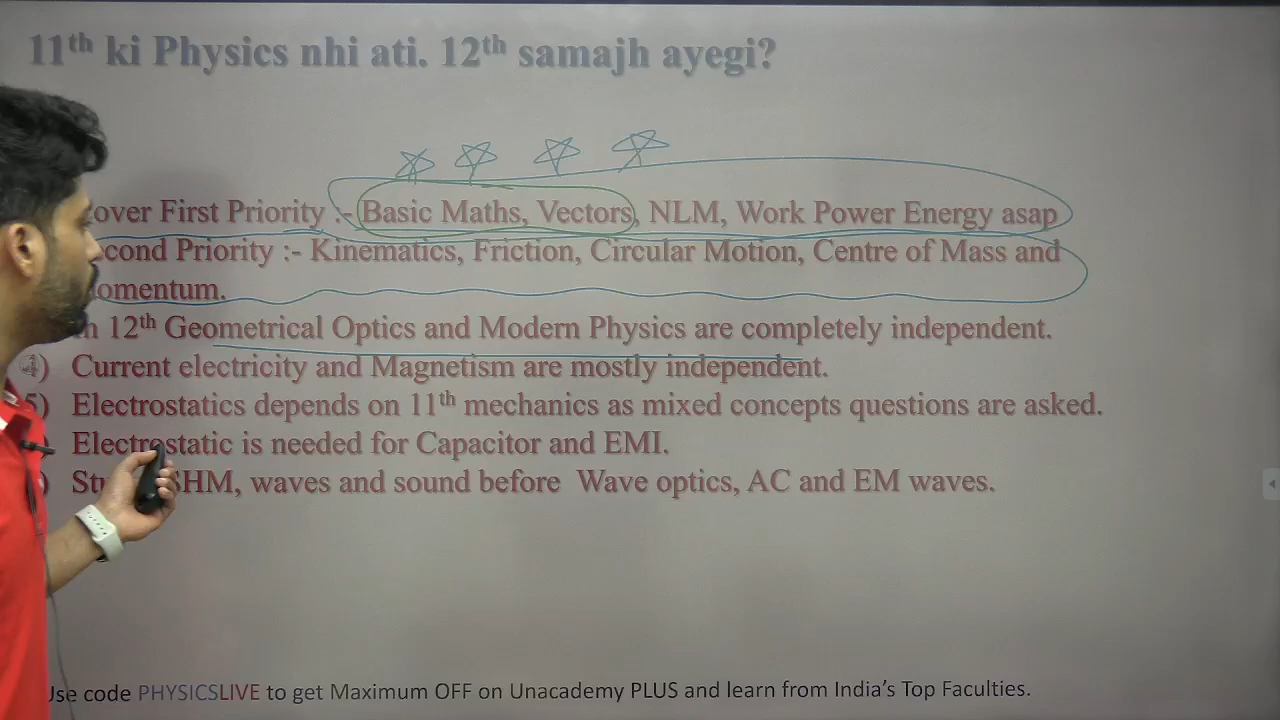 11th ki Physics nhi ati. 12th samajh ayegi?
First Priority :- Basic Maths, Vectors, NLM, Work Power Energy asap
Priority :- Kinematics, Friction, Circular Motion, Centre of Mass and
12th Geometrical Optics and Modern Physics are completely independent.
Current electricity and Magnetism are mostly independent.
5) Electrostatics depends on 11th mechanics as mixed concepts questions are asked.
Electrostatic is needed for Capacitor and EMI.
SHM, waves and sound before Wave optics, AC and EM waves.
Use code PHYSICSLIVE to get Maximum OFF on Unacademy PLUS and learn from India's Top Faculties.